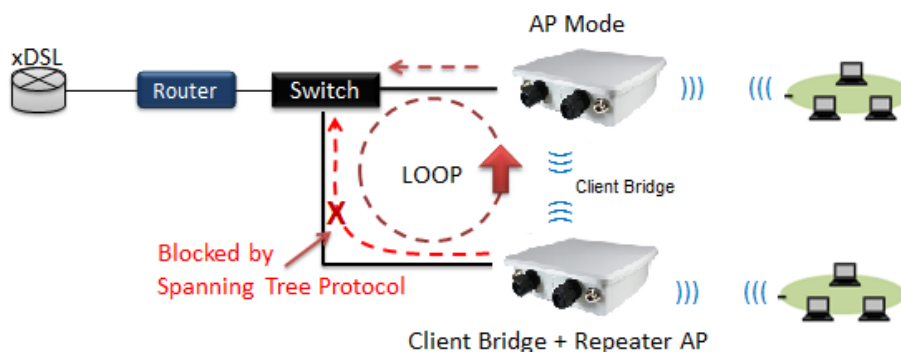 AP Mode
xDSL
Router
Switch
LOOP
Client Bridge
X
Blocked by
Spanning Tree Protocol
Client Bridge + Repeater AP